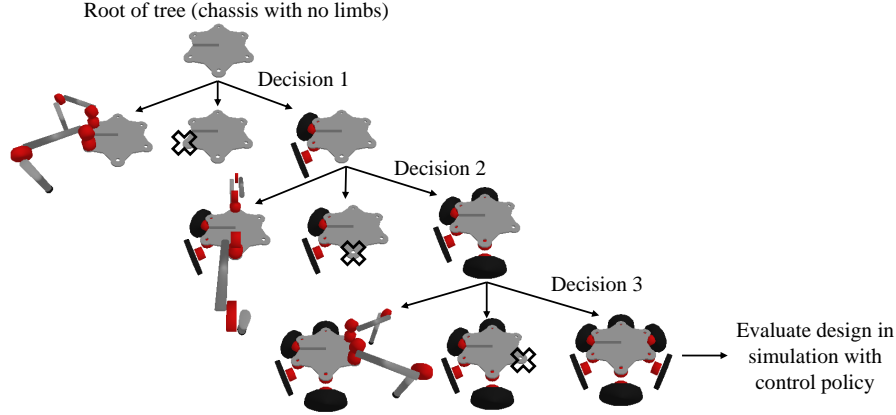 Root of tree (chassis with no limbs)
Decision 1
Decision 2
Decision 3
Evaluate design in
simulation with
control policy